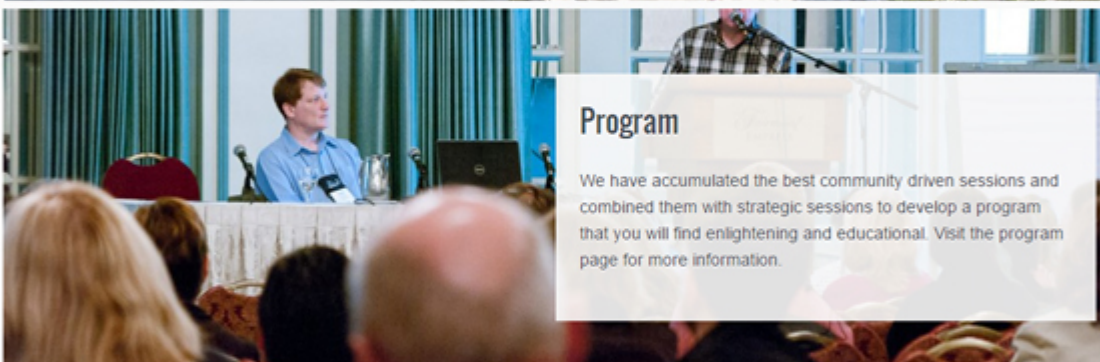 Program
We have accumulated the best community driven sessions and
combined them with strategic sessions to develop a program
that you will find enlightening and educational. Visit the program
page for more information.